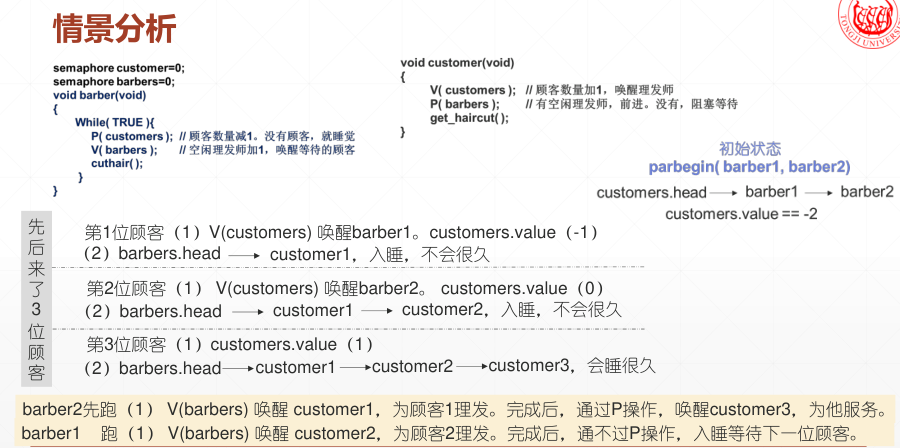 情景分析
TONGJI UNIVERSITY
semaphore customer=0;
semaphore barbers=0;
void barber(void)
{
While( TRUE ){
P( customers ); // 顾客数量减1。没有顾客，就睡觉
V( barbers ); // 空闲理发师加1，唤醒等待的顾客
cuthair( );
}
}
void customer(void)
{
V( customers ); // 顾客数量加1，唤醒理发师
P( barbers ); // 有空闲理发师，前进。没有，阻塞等待
get_haircut( );
}
初始状态
parbegin( barber1, barber2)
customers.head → barber1 → barber2
customers.value == -2
先后来了3位顾客
第1位顾客（1）V(customers) 唤醒barber1。customers.value（-1）
（2）barbers.head → customer1，入睡，不会很久
第2位顾客（1） V(customers) 唤醒barber2。 customers.value（0）
（2）barbers.head → customer1 → customer2，入睡，不会很久
第3位顾客（1）customers.value（1）
（2）barbers.head→customer1→customer2→customer3，会睡很久
barber2先跑（1） V(barbers) 唤醒 customer1，为顾客1理发。完成后，通过P操作，唤醒customer3，为他服务。
barber1 跑（1） V(barbers) 唤醒 customer2，为顾客2理发。完成后，通不过P操作，入睡等待下一位顾客。